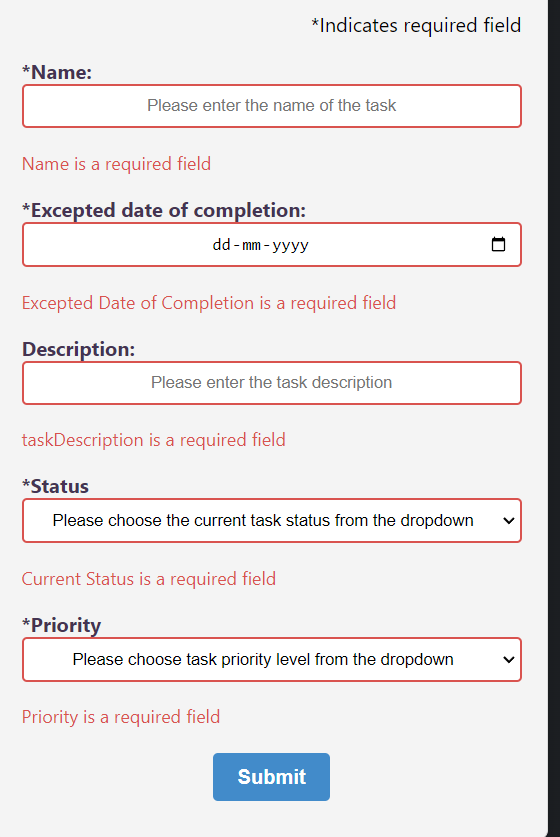 *Indicates required field
*Name:
Please enter the name of the task
Name is a required field
*Excepted date of completion:
dd-mm-yyyy
Excepted Date of Completion is a required field
Description:
Please enter the task description
taskDescription is a required field
*Status
Please choose the current task status from the dropdown
Current Status is a required field
*Priority
Please choose task priority level from the dropdown
Priority is a required field
Submit